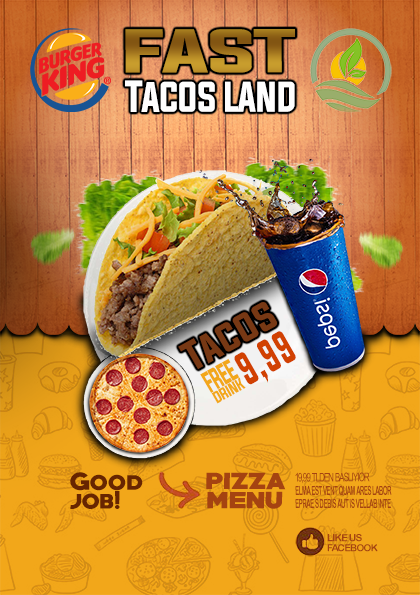 BURGER
KING®
FAST
TACOS LAND
TACOS
FREE
DRINK
9,99
pepsi
GOOD
JOB!
PIZZA
MENU
19,99 TL'DEN BAŞLIYIOR
ELMA EST VENT QUAM ARES LABOR
EPRAE S DEBIS AUT IS VELLAB INTE
LIKE US
FACEBOOK